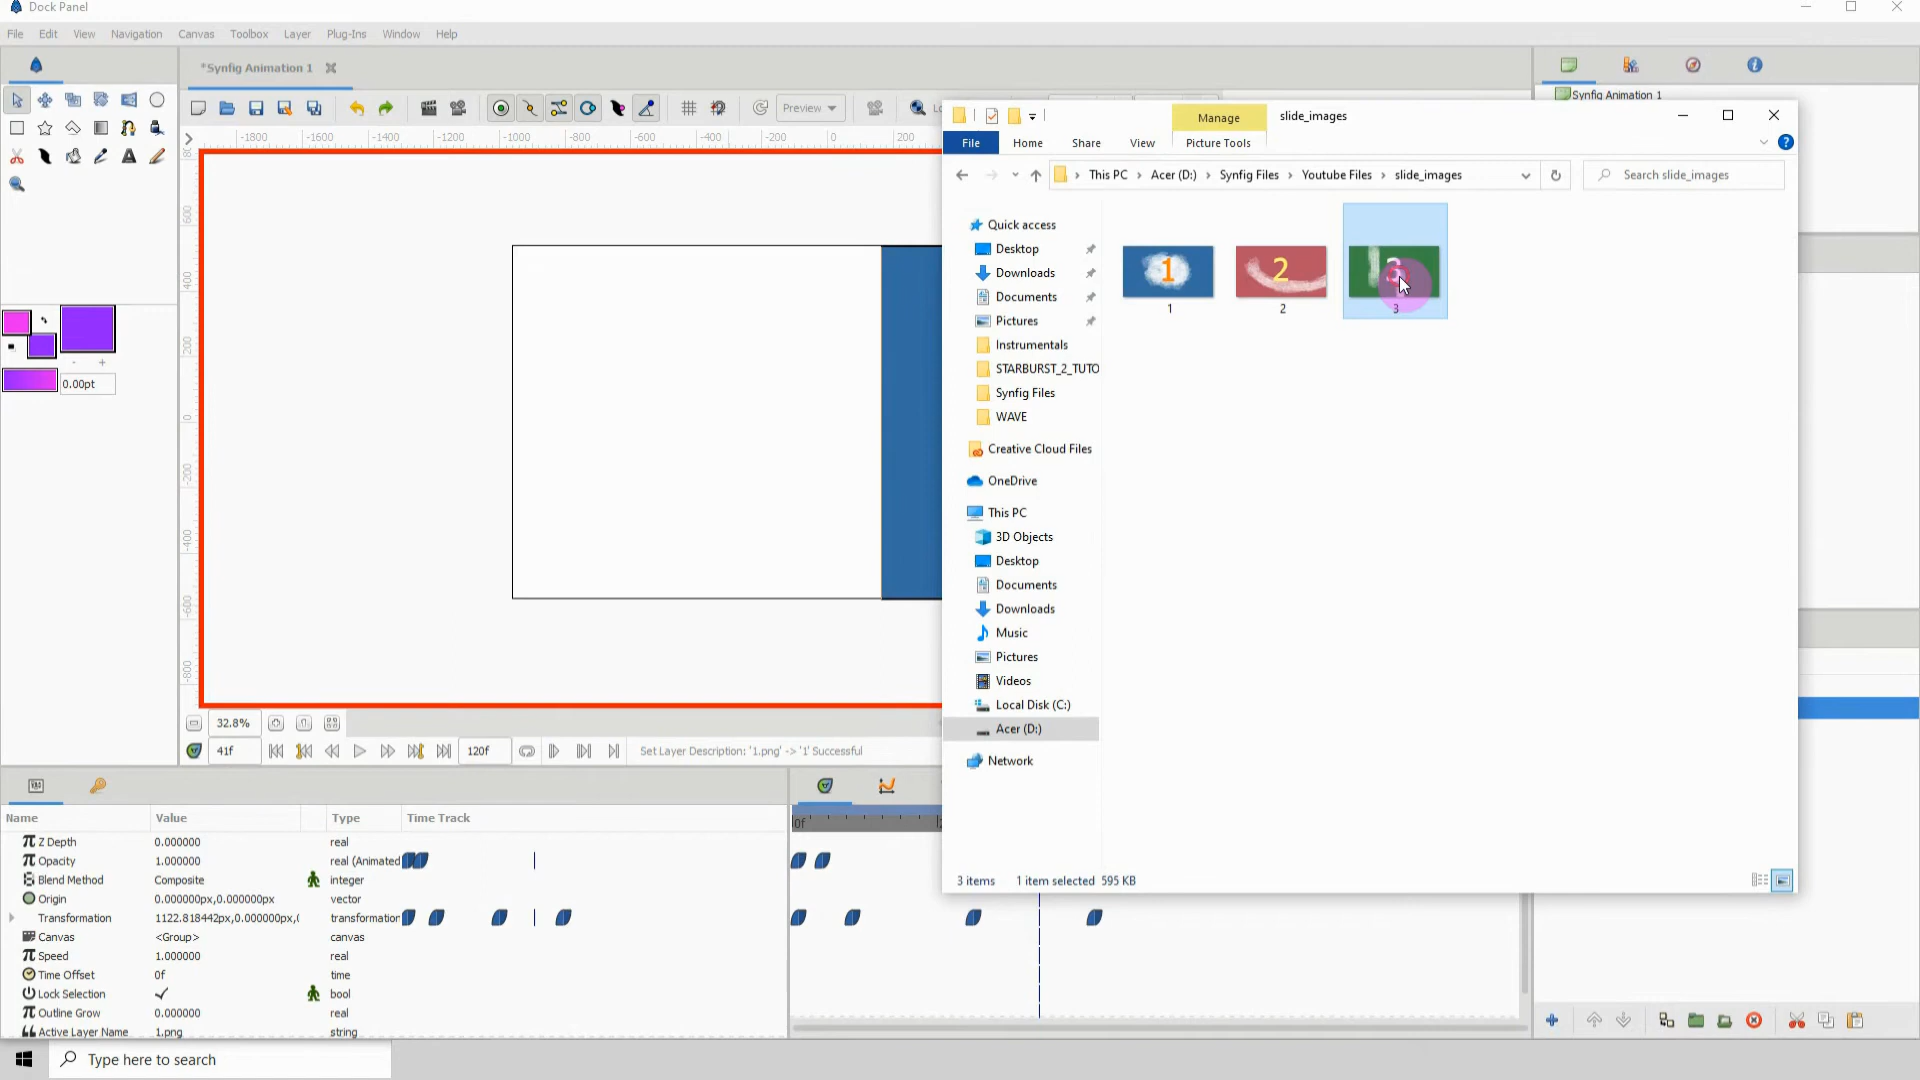 Dock Panel
File Edit View Navigation Canvas Toolbox Layer Plug-Ins Window Help
*Synfig Animation 1
Preview
-1800 -1600 -1400 -1200 -1000 -800 -600 -400 -200 0 200
600
400
200
0
-200
-400
-600
-800
0.00pt
Synfig Animation 1
Manage slide_images
File Home Share View Picture Tools
This PC Acer (D:) Synfig Files Youtube Files slide_images
Search slide_images
Quick access
Desktop
Downloads
Documents
Pictures
Instrumentals
STARBURST_2_TUTO
Synfig Files
WAVE
Creative Cloud Files
OneDrive
This PC
3D Objects
Desktop
Documents
Downloads
Music
Pictures
Videos
Local Disk (C:)
Acer (D:)
Network
1 2 3
1 2 3
3 items 1 item selected 595 KB
32.8%
41f 120f Set Layer Description: '1.png' -> '1' Successful
0f
Name Value Type Time Track
Z Depth 0.000000 real
Opacity 1.000000 real (Animated
Blend Method Composite integer
Origin 0.000000px,0.000000px vector
Transformation 1122.818442px,0.000000px,( transformation
Canvas <Group> canvas
Speed 1.000000 real
Time Offset 0f time
Lock Selection bool
Outline Grow 0.000000 real
Active Layer Name 1.png string
Type here to search